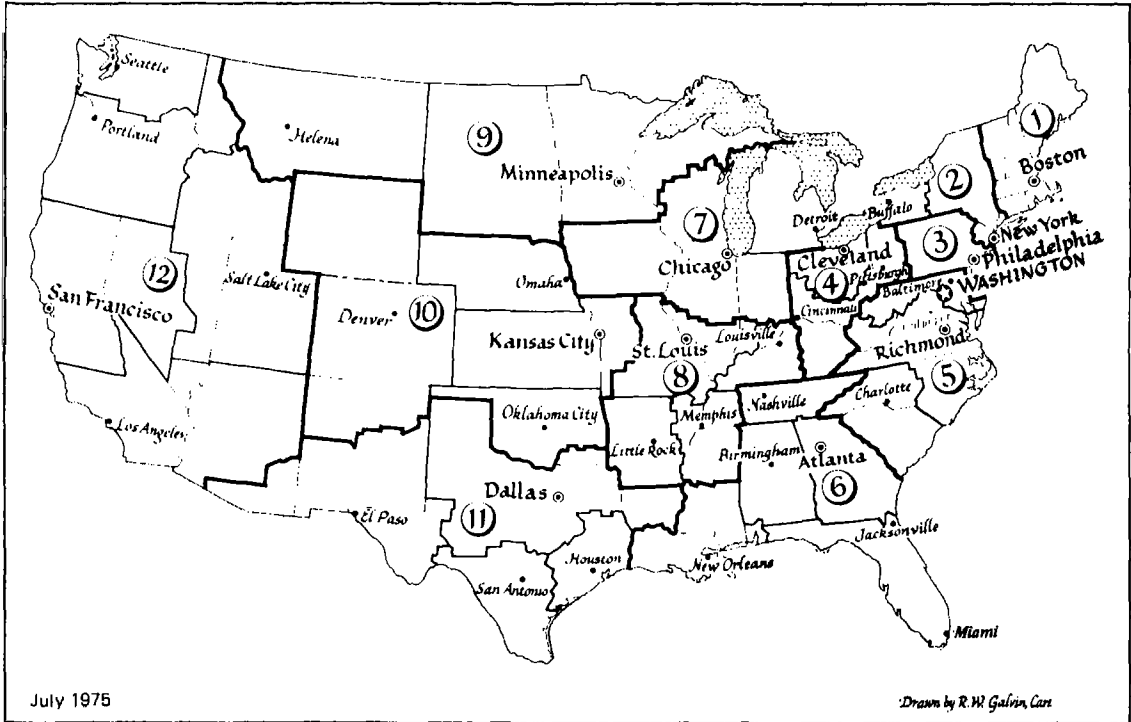 Seattle
Portland
Helena
9
Minneapolis
1
Boston
2
Detroit
Buffalo
New York
3
Philadelphia
7
Chicago
Cleveland
4
Pittsburgh
Baltimore
WASHINGTON
Cincinnati
12
San Francisco
Salt Lake City
Omaha
Denver
10
Kansas City
St. Louis
8
Louisville
Richmond
5
Los Angeles
Oklahoma City
Little Rock
Memphis
Nashville
Charlotte
Birmingham
Atlanta
6
El Paso
Dallas
11
Houston
San Antonio
New Orleans
Jacksonville
Miami
July 1975
Drawn by R.W. Galvin, Cart